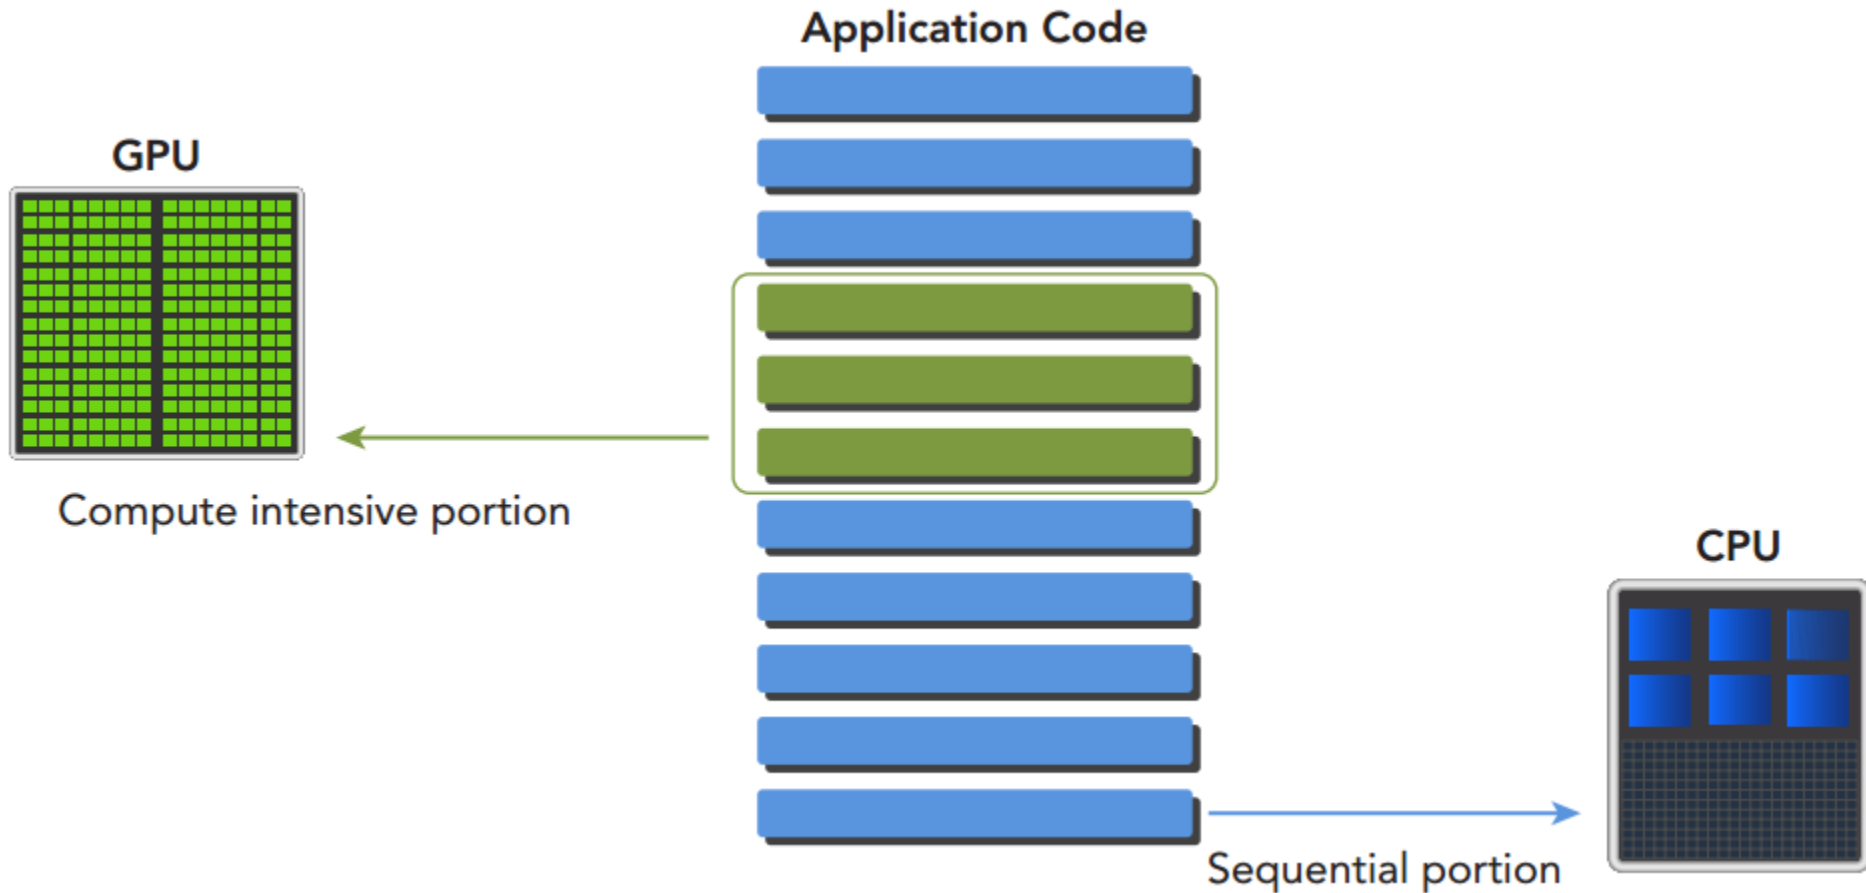 Application Code
GPU
Compute intensive portion
CPU
Sequential portion